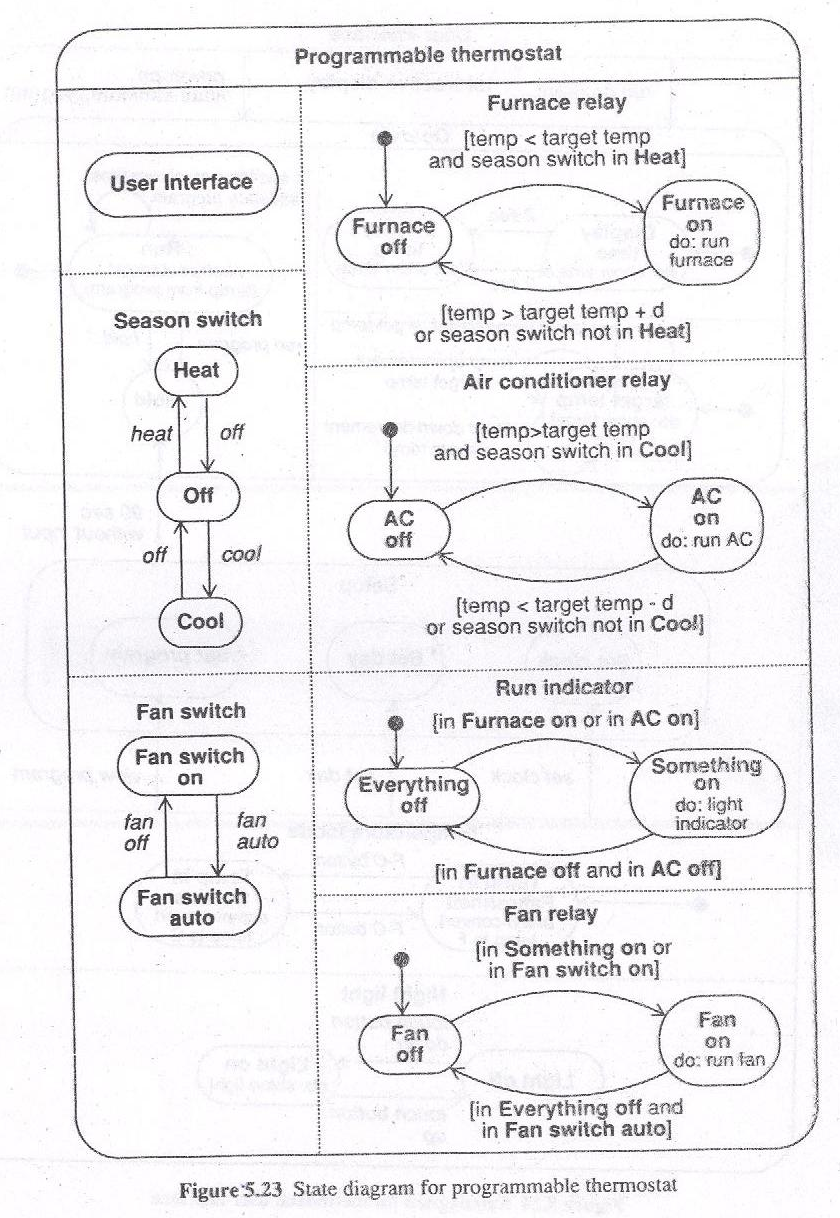 Programmable thermostat
User Interface
Season switch
Heat
heat
off
Off
off
cool
Cool
Fan switch
Fan switch
on
fan
off
fan
auto
Fan switch
auto
Furnace relay
[temp < target temp
and season switch in Heat]
Furnace
off
Furnace
on
do: run
furnace
[temp > target temp + d
or season switch not in Heat]
Air conditioner relay
[temp>target temp
and season switch in Cool]
AC
off
AC
on
do: run AC
[temp < target temp - d
or season switch not in Cool]
Run indicator
[in Furnace on or in AC on]
Everything
off
Something
on
do: light
indicator
[in Furnace off and in AC off]
Fan relay
[in Something on or
in Fan switch on]
Fan
off
Fan
on
do: run fan
[in Everything off and
in Fan switch auto]
Figure 5.23 State diagram for programmable thermostat